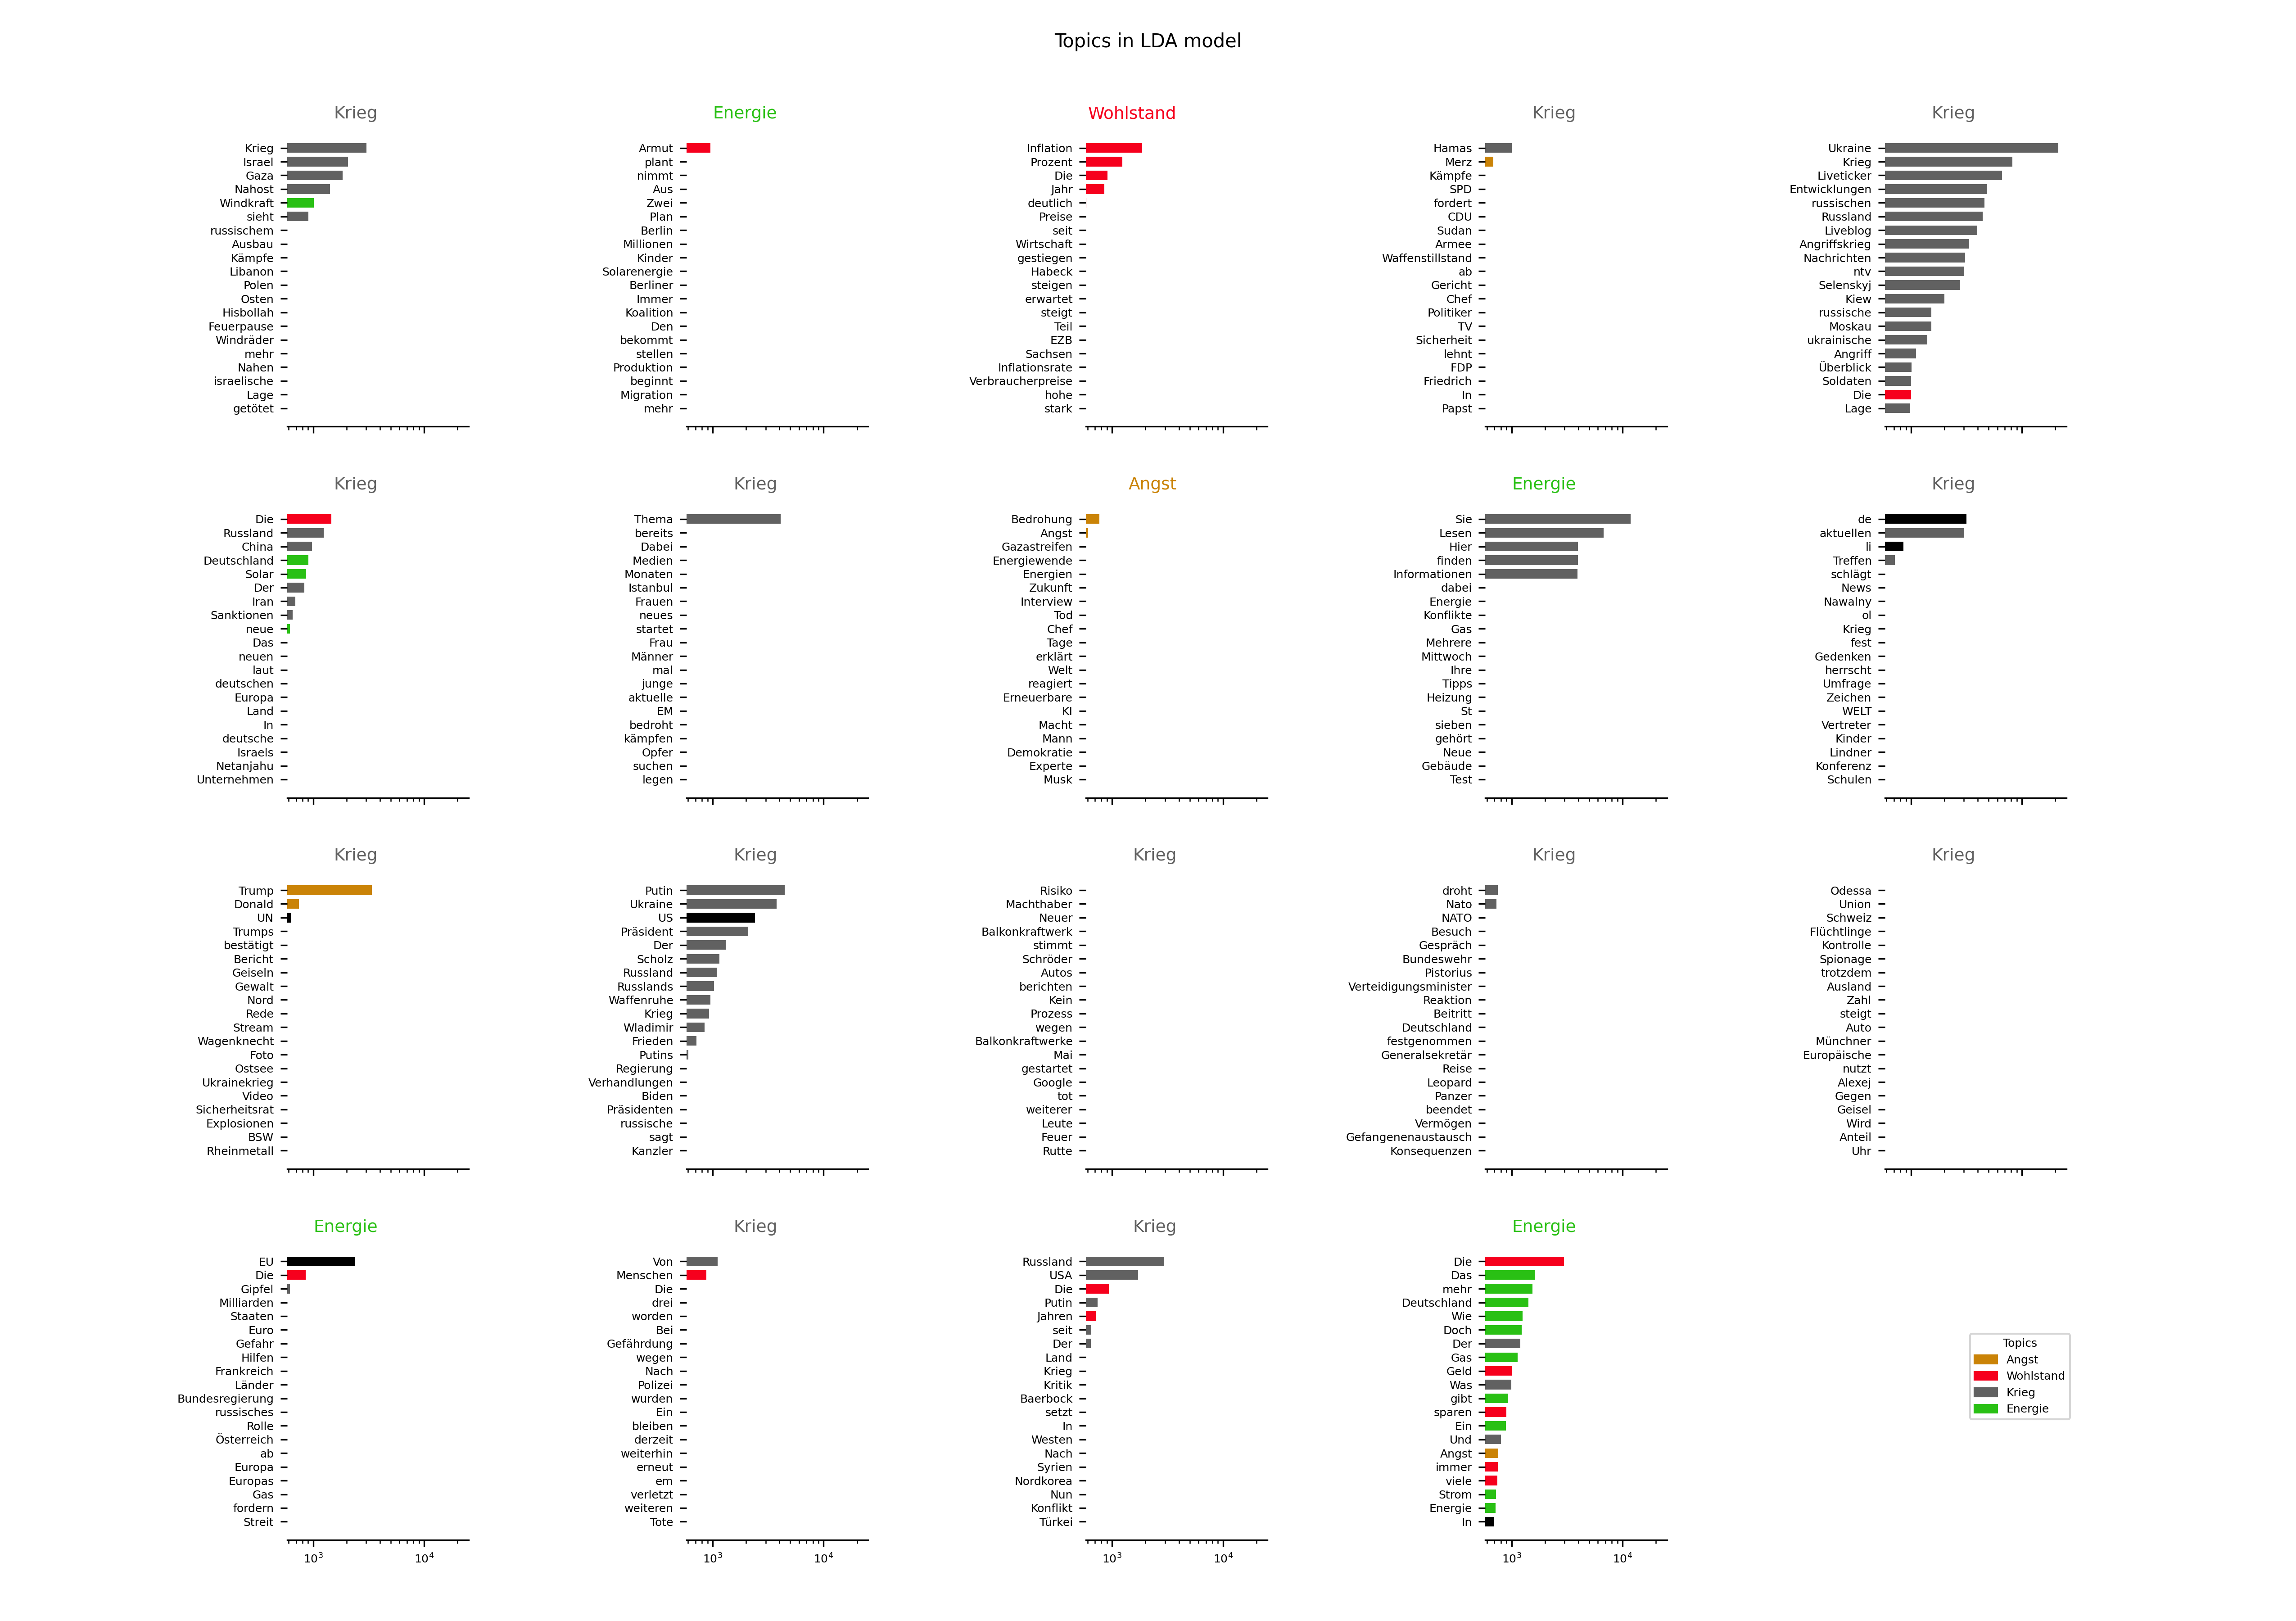 Topics in LDA model
Krieg
Krieg
Israel
Gaza
Nahost
Windkraft
sieht
russischem
Ausbau
Kämpfe
Libanon
Polen
Osten
Hisbollah
Feuerpause
Windräder
mehr
Nahen
israelische
Lage
getötet
Energie
Armut
plant
nimmt
Aus
Zwei
Plan
Berlin
Millionen
Kinder
Solarenergie
Berliner
Immer
Koalition
Den
bekommt
stellen
Produktion
beginnt
Migration
mehr
Wohlstand
Inflation
Prozent
Die
Jahr
deutlich
Preise
seit
Wirtschaft
gestiegen
Habeck
steigen
erwartet
steigt
Teil
EZB
Sachsen
Inflationsrate
Verbraucherpreise
hohe
stark
Krieg
Hamas
Merz
Kämpfe
SPD
fordert
CDU
Sudan
Armee
Waffenstillstand
ab
Gericht
Chef
Politiker
TV
Sicherheit
lehnt
FDP
Friedrich
In
Papst
Krieg
Ukraine
Krieg
Liveticker
Entwicklungen
russischen
Russland
Liveblog
Angriffskrieg
Nachrichten
ntv
Selenskyj
Kiew
russische
Moskau
ukrainische
Angriff
Überblick
Soldaten
Die
Lage
Krieg
Die
Russland
China
Deutschland
Solar
Der
Iran
Sanktionen
neue
Das
neuen
laut
deutschen
Europa
Land
In
deutsche
Israels
Netanjahu
Unternehmen
Krieg
Thema
bereits
Dabei
Medien
Monaten
Istanbul
Frauen
neues
startet
Frau
Männer
mal
junge
aktuelle
EM
bedroht
kämpfen
Opfer
suchen
legen
Angst
Bedrohung
Angst
Gazastreifen
Energiewende
Energien
Zukunft
Interview
Tod
Chef
Tage
erklärt
Welt
reagiert
Erneuerbare
KI
Macht
Mann
Demokratie
Experte
Musk
Energie
Sie
Lesen
Hier
finden
Informationen
dabei
Energie
Konflikte
Gas
Mehrere
Mittwoch
Ihre
Tipps
Heizung
St
sieben
gehört
Neue
Gebäude
Test
Krieg
de
aktuellen
li
Treffen
schlägt
News
Nawalny
ol
Krieg
fest
Gedenken
herrscht
Umfrage
Zeichen
WELT
Vertreter
Kinder
Lindner
Konferenz
Schulen
Krieg
Trump
Donald
UN
Trumps
bestätigt
Bericht
Geiseln
Gewalt
Nord
Rede
Stream
Wagenknecht
Foto
Ostsee
Ukrainekrieg
Video
Sicherheitsrat
Explosionen
BSW
Rheinmetall
Krieg
Putin
Ukraine
US
Präsident
Der
Scholz
Russland
Russlands
Waffenruhe
Krieg
Wladimir
Frieden
Putins
Regierung
Verhandlungen
Biden
Präsidenten
russische
sagt
Kanzler
Krieg
Risiko
Machthaber
Neuer
Balkonkraftwerk
stimmt
Schröder
Autos
berichten
Kein
Prozess
wegen
Balkonkraftwerke
Mai
gestartet
Google
tot
weiterer
Leute
Feuer
Rutte
Krieg
droht
Nato
NATO
Besuch
Gespräch
Bundeswehr
Pistorius
Verteidigungsminister
Reaktion
Beitritt
Deutschland
festgenommen
Generalsekretär
Reise
Leopard
Panzer
beendet
Vermögen
Gefangenenaustausch
Konsequenzen
Krieg
Odessa
Union
Schweiz
Flüchtlinge
Kontrolle
Spionage
trotzdem
Ausland
Zahl
steigt
Auto
Münchner
Europäische
nutzt
Alexej
Gegen
Geisel
Wird
Anteil
Uhr
Energie
EU
Die
Gipfel
Milliarden
Staaten
Euro
Gefahr
Hilfen
Frankreich
Länder
Bundesregierung
russisches
Rolle
Österreich
ab
Europa
Europas
Gas
fordern
Streit
10³ 10⁴
Krieg
Von
Menschen
Die
drei
worden
Bei
Gefährdung
wegen
Nach
Polizei
wurden
Ein
bleiben
derzeit
weiterhin
erneut
em
verletzt
weiteren
Tote
10³ 10⁴
Krieg
Russland
USA
Die
Putin
Jahren
seit
Der
Land
Krieg
Kritik
Baerbock
setzt
In
Westen
Nach
Syrien
Nordkorea
Nun
Konflikt
Türkei
10³ 10⁴
Energie
Die
Das
mehr
Deutschland
Wie
Doch
Der
Gas
Geld
Was
gibt
sparen
Ein
Und
Angst
immer
viele
Strom
Energie
In
10³ 10⁴
Topics
Angst
Wohlstand
Krieg
Energie